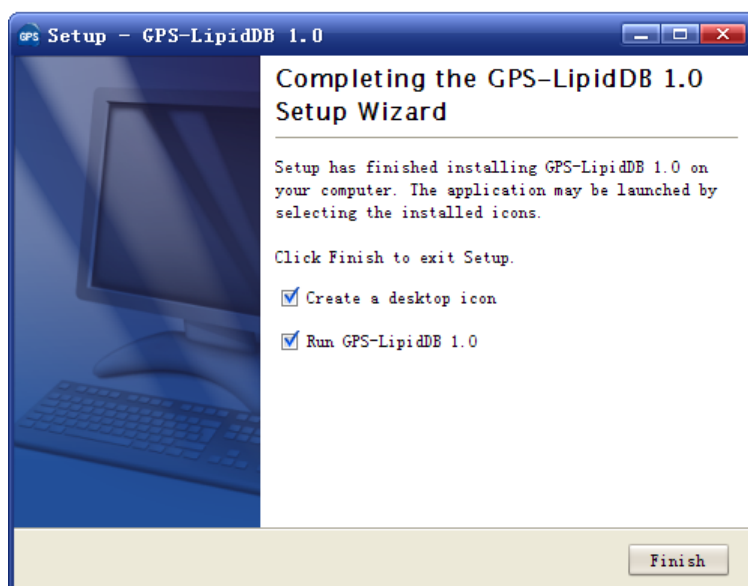 GPS Setup - GPS-LipidDB 1.0
Completing the GPS-LipidDB 1.0
Setup Wizard
Setup has finished installing GPS-LipidDB 1.0 on
your computer. The application may be launched by
selecting the installed icons.
Click Finish to exit Setup.
Create a desktop icon
Run GPS-LipidDB 1.0
Finish